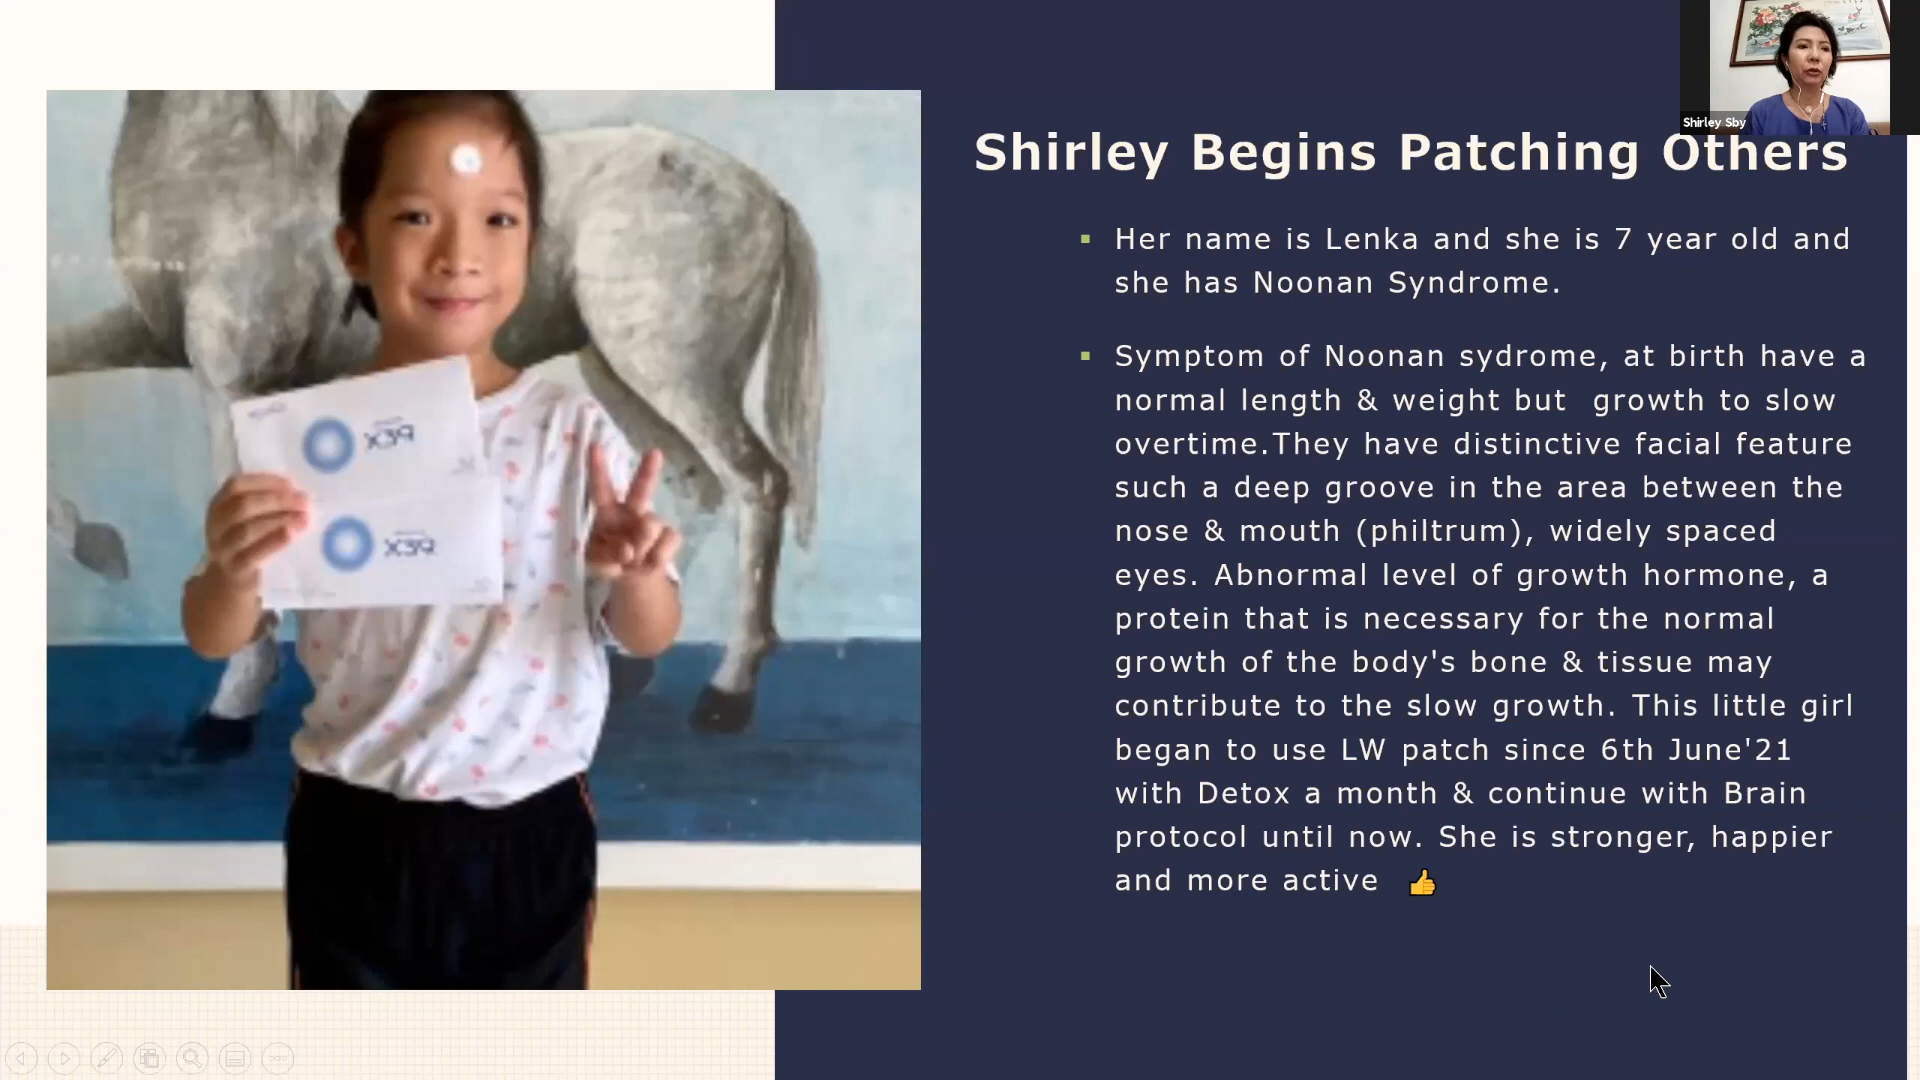 Shirley Sby
Shirley Begins Patching Others
Her name is Lenka and she is 7 year old and
she has Noonan Syndrome.
Symptom of Noonan sydrome, at birth have a
normal length & weight but growth to slow
overtime.They have distinctive facial feature
such a deep groove in the area between the
nose & mouth (philtrum), widely spaced
eyes. Abnormal level of growth hormone, a
protein that is necessary for the normal
growth of the body's bone & tissue may
contribute to the slow growth. This little girl
began to use LW patch since 6th June'21
with Detox a month & continue with Brain
protocol until now. She is stronger, happier
and more active 👍